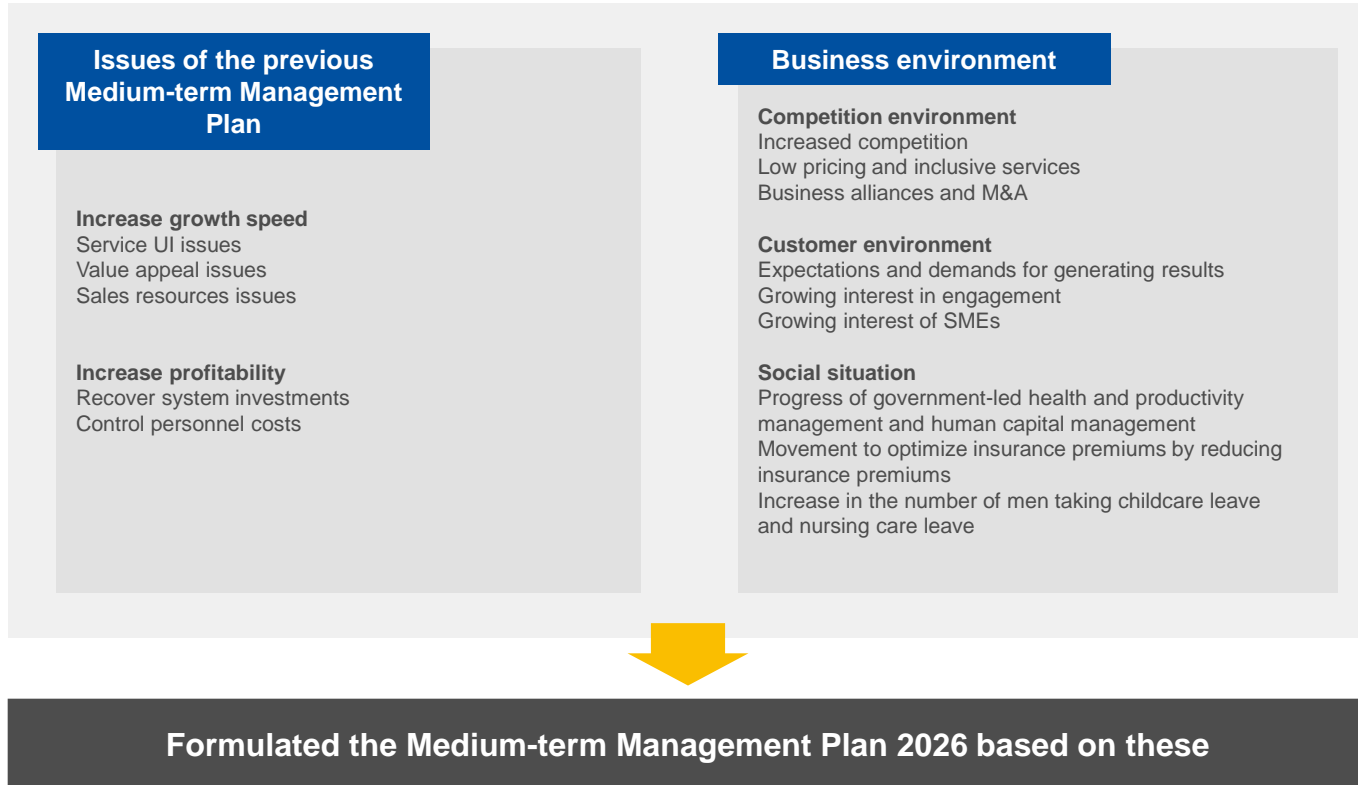 Issues of the previous
Medium-term Management
Plan
Increase growth speed
Service UI issues
Value appeal issues
Sales resources issues
Increase profitability
Recover system investments
Control personnel costs
Business environment
Competition environment
Increased competition
Low pricing and inclusive services
Business alliances and M&A
Customer environment
Expectations and demands for generating results
Growing interest in engagement
Growing interest of SMEs
Social situation
Progress of government-led health and productivity
management and human capital management
Movement to optimize insurance premiums by reducing
insurance premiums
Increase in the number of men taking childcare leave
and nursing care leave
Formulated the Medium-term Management Plan 2026 based on these